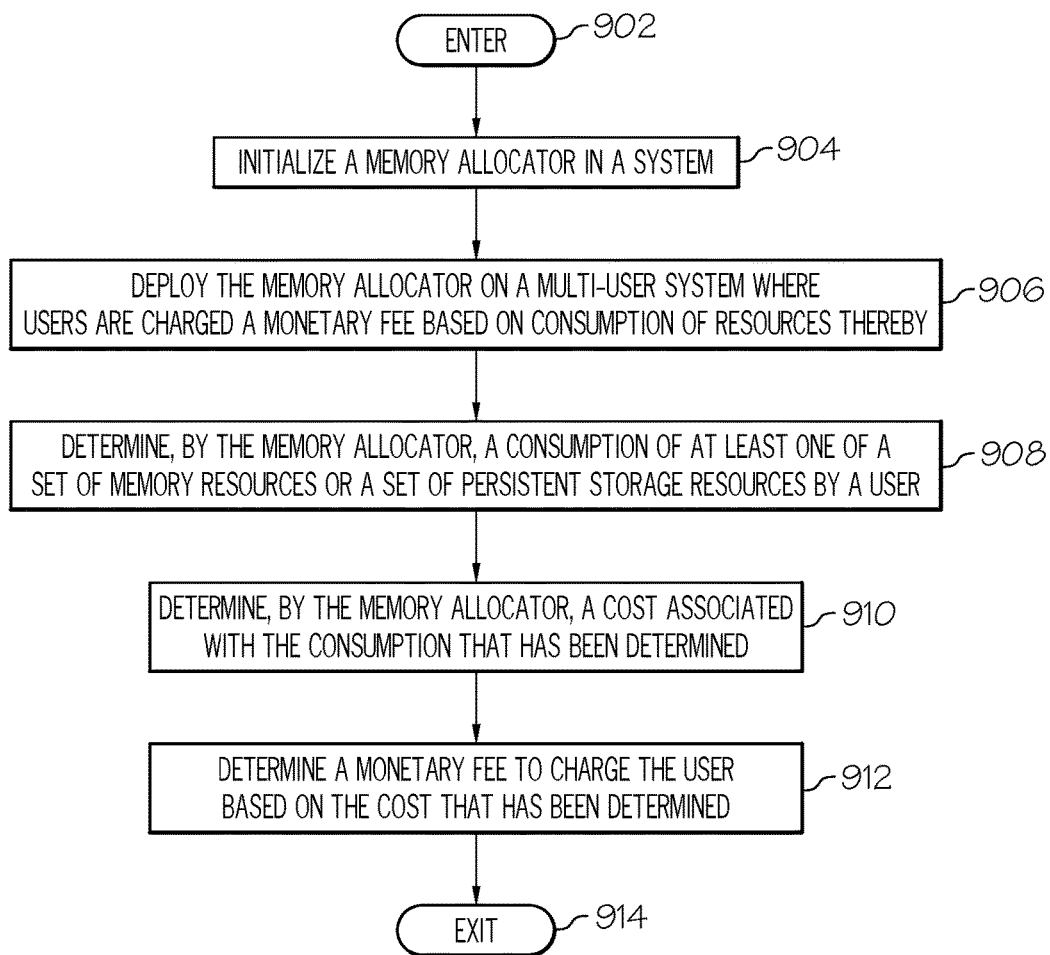 ENTER
902
INITIALIZE A MEMORY ALLOCATOR IN A SYSTEM
904
DEPLOY THE MEMORY ALLOCATOR ON A MULTI-USER SYSTEM WHERE
USERS ARE CHARGED A MONETARY FEE BASED ON CONSUMPTION OF RESOURCES THEREBY
906
DETERMINE, BY THE MEMORY ALLOCATOR, A CONSUMPTION OF AT LEAST ONE OF A
SET OF MEMORY RESOURCES OR A SET OF PERSISTENT STORAGE RESOURCES BY A USER
908
DETERMINE, BY THE MEMORY ALLOCATOR, A COST ASSOCIATED
WITH THE CONSUMPTION THAT HAS BEEN DETERMINED
910
DETERMINE A MONETARY FEE TO CHARGE THE USER
BASED ON THE COST THAT HAS BEEN DETERMINED
912
EXIT
914